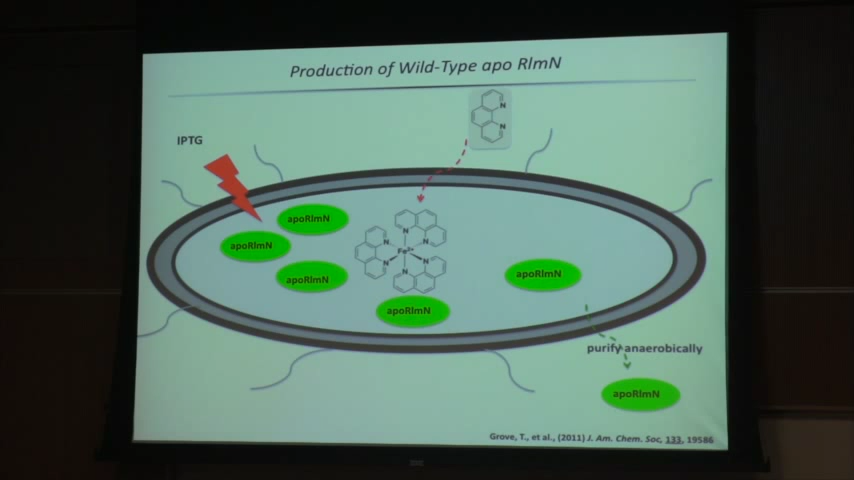 Production of Wild-Type apo RlmN
IPTG
N
N
apoRlmN
apoRlmN
apoRlmN
N
N
N
Fe²⁺
N
N
N
apoRlmN
apoRlmN
purify anaerobically
apoRlmN
Grove, T., et al., (2011) J. Am. Chem. Soc, 133, 19586